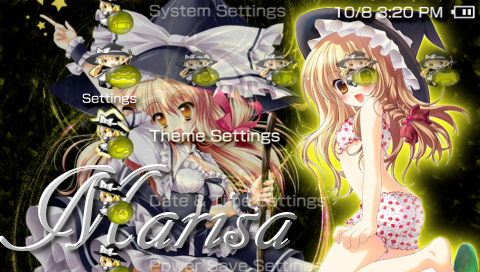 System Settings
10/8 3:20 PM
Settings
Theme Settings
Date & Time Settings
Marisa
Power Save Settings